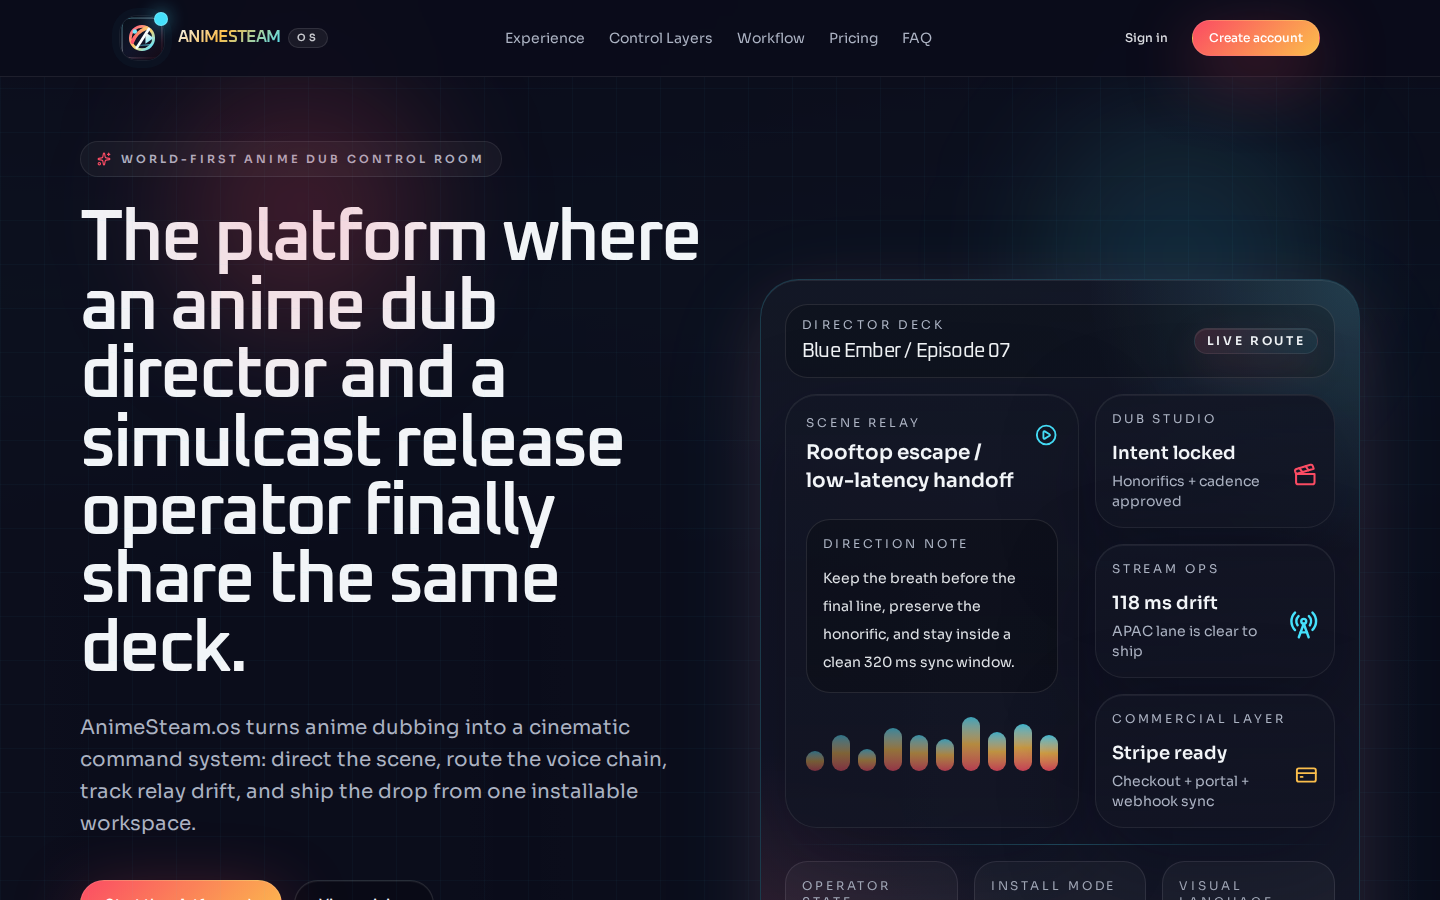 ANIMESTEAM OS
Experience
Control Layers
Workflow
Pricing
FAQ
Sign in
Create account
WORLD-FIRST ANIME DUB CONTROL ROOM
The platform where
an anime dub
director and a
simulcast release
operator finally
share the same
deck.
AnimeSteam.os turns anime dubbing into a cinematic
command system: direct the scene, route the voice chain,
track relay drift, and ship the drop from one installable
workspace.
DIRECTOR DECK
Blue Ember / Episode 07
LIVE ROUTE
SCENE RELAY
Rooftop escape /
low-latency handoff
DIRECTION NOTE
Keep the breath before the
final line, preserve the
honorific, and stay inside a
clean 320 ms sync window.
DUB STUDIO
Intent locked
Honorifics + cadence
approved
STREAM OPS
118 ms drift
APAC lane is clear to
ship
COMMERCIAL LAYER
Stripe ready
Checkout + portal +
webhook sync
OPERATOR
INSTALL MODE
VISUAL